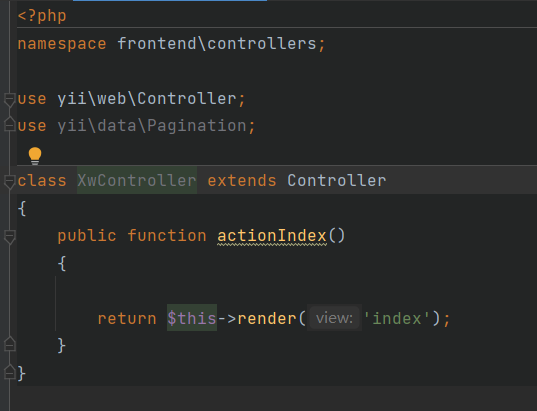 <?php
namespace frontend\controllers;
use yii\web\Controller;
use yii\data\Pagination;
class XwController extends Controller
{
public function actionIndex()
{
return $this->render( view: 'index');
}
}